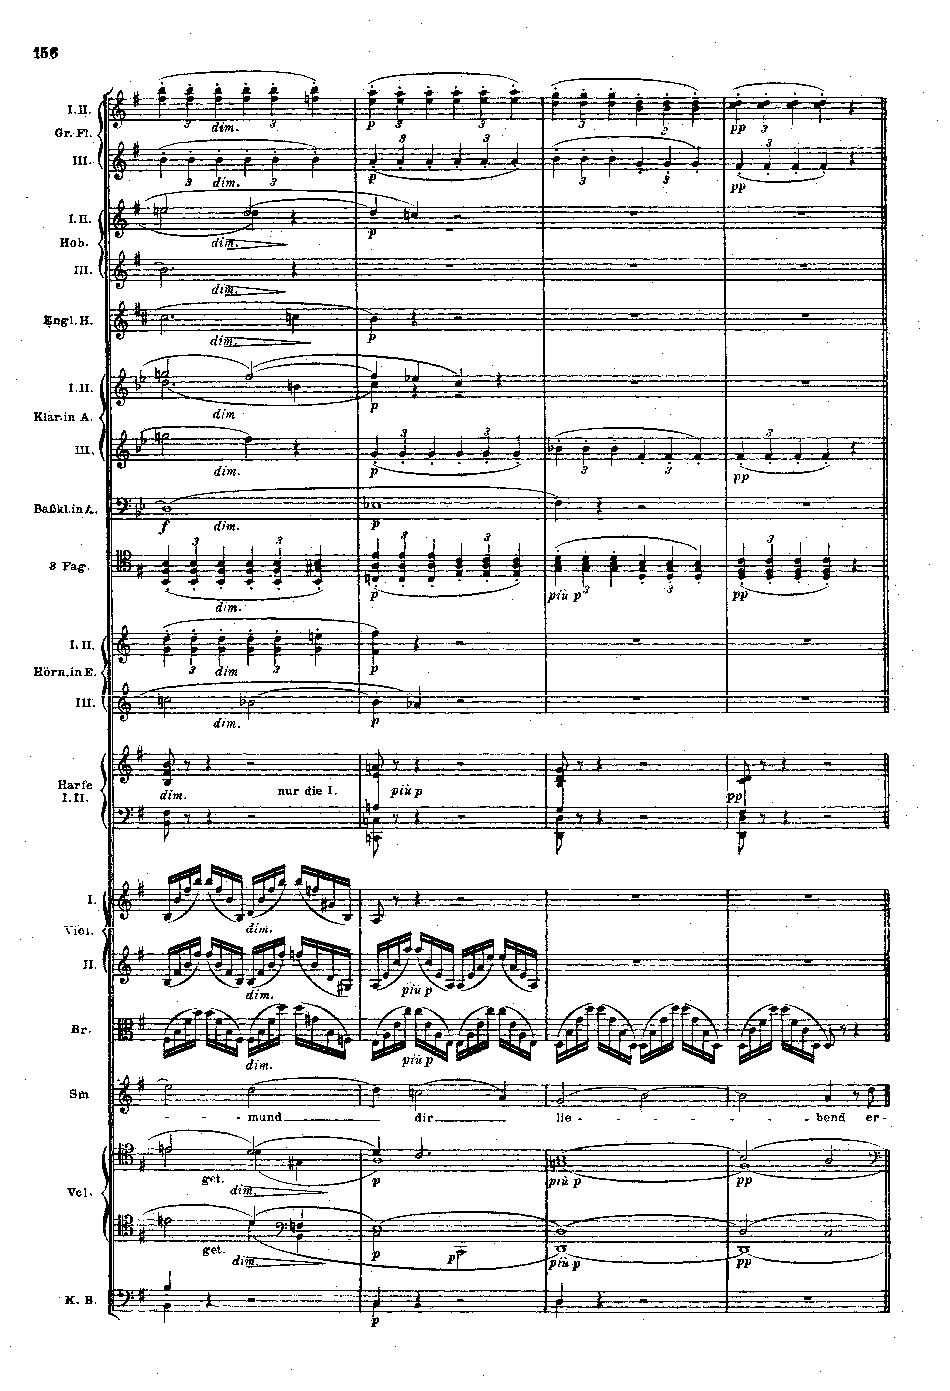 156
I.II.
3 dim. 3 p 3 3 3 3 pp 3
Gr. Fl.
3 3 3
III.
3 dim. 3 p 3 3 pp
I.II.
dim. p
Hob.
III.
dim.
Engl. H.
dim. p
I.II.
dim p
Klar. in A.
3 3 3
III.
dim. p 3 3 pp
Baßkl. in A.
f dim. p
3 3 3 3 3
3 Fag.
dim. p più p 3 3 pp
I.II.
3 dim 3 p
Hörn. in E.
III.
dim. p
Harfe
I.II.
dim. nur die I. più p pp
I.
dim.
Viol.
II.
dim. più p
Br.
dim. più p
Sm
- - - mund dir lie - - - - - bend er-
get. dim. p più p pp
Vcl.
get. dim. p p più p pp
K. B.
p